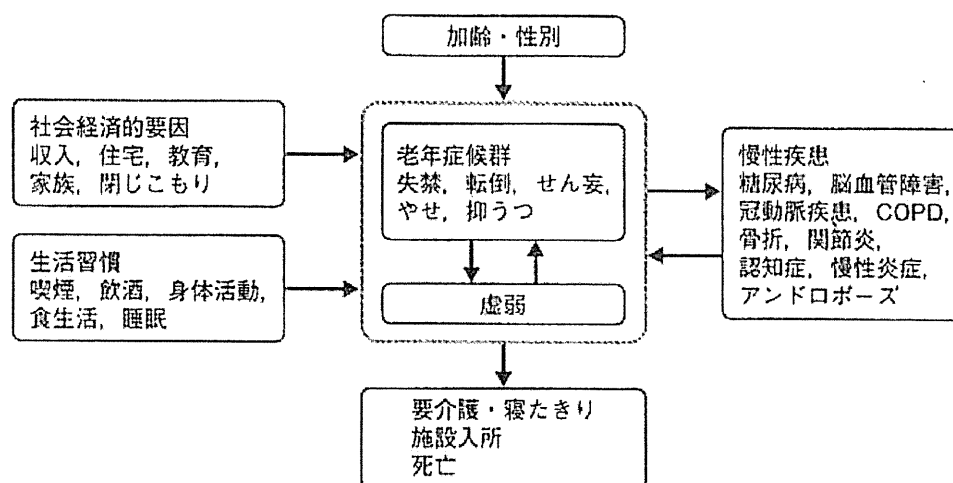 加齢・性別
社会経済的要因
収入,住宅,教育,
家族,閉じこもり
生活習慣
喫煙,飲酒,身体活動,
食生活,睡眠
老年症候群
失禁,転倒,せん妄,
やせ,抑うつ
虚弱
慢性疾患
糖尿病,脳血管障害,
冠動脈疾患,COPD,
骨折,関節炎,
認知症,慢性炎症,
アンドロポーズ
要介護・寝たきり
施設入所
死亡